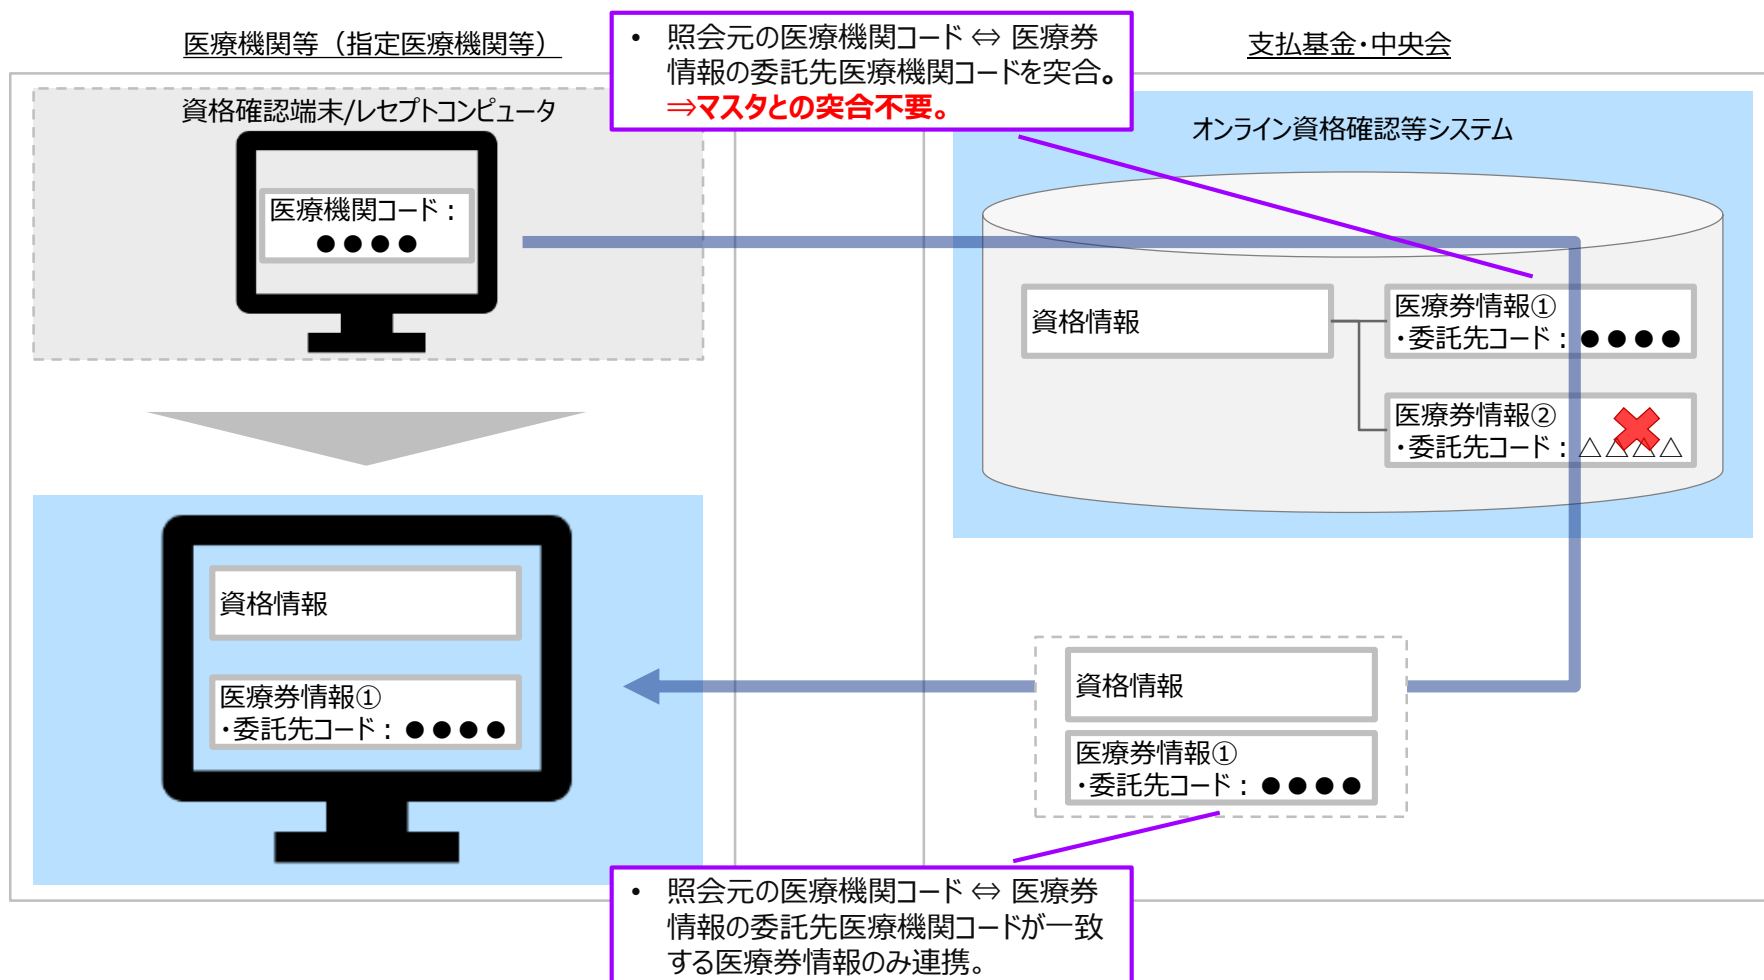 医療機関等（指定医療機関等）
支払基金・中央会
• 照会元の医療機関コード ⇔ 医療券
情報の委託先医療機関コードを突合。
⇒マスタとの突合不要。
資格確認端末/レセプトコンピュータ
医療機関コード：
●●●●
オンライン資格確認等システム
資格情報
医療券情報①
・委託先コード：●●●●
医療券情報②
・委託先コード：△△△△
資格情報
医療券情報①
・委託先コード：●●●●
資格情報
医療券情報①
・委託先コード：●●●●
• 照会元の医療機関コード ⇔ 医療券
情報の委託先医療機関コードが一致
する医療券情報のみ連携。